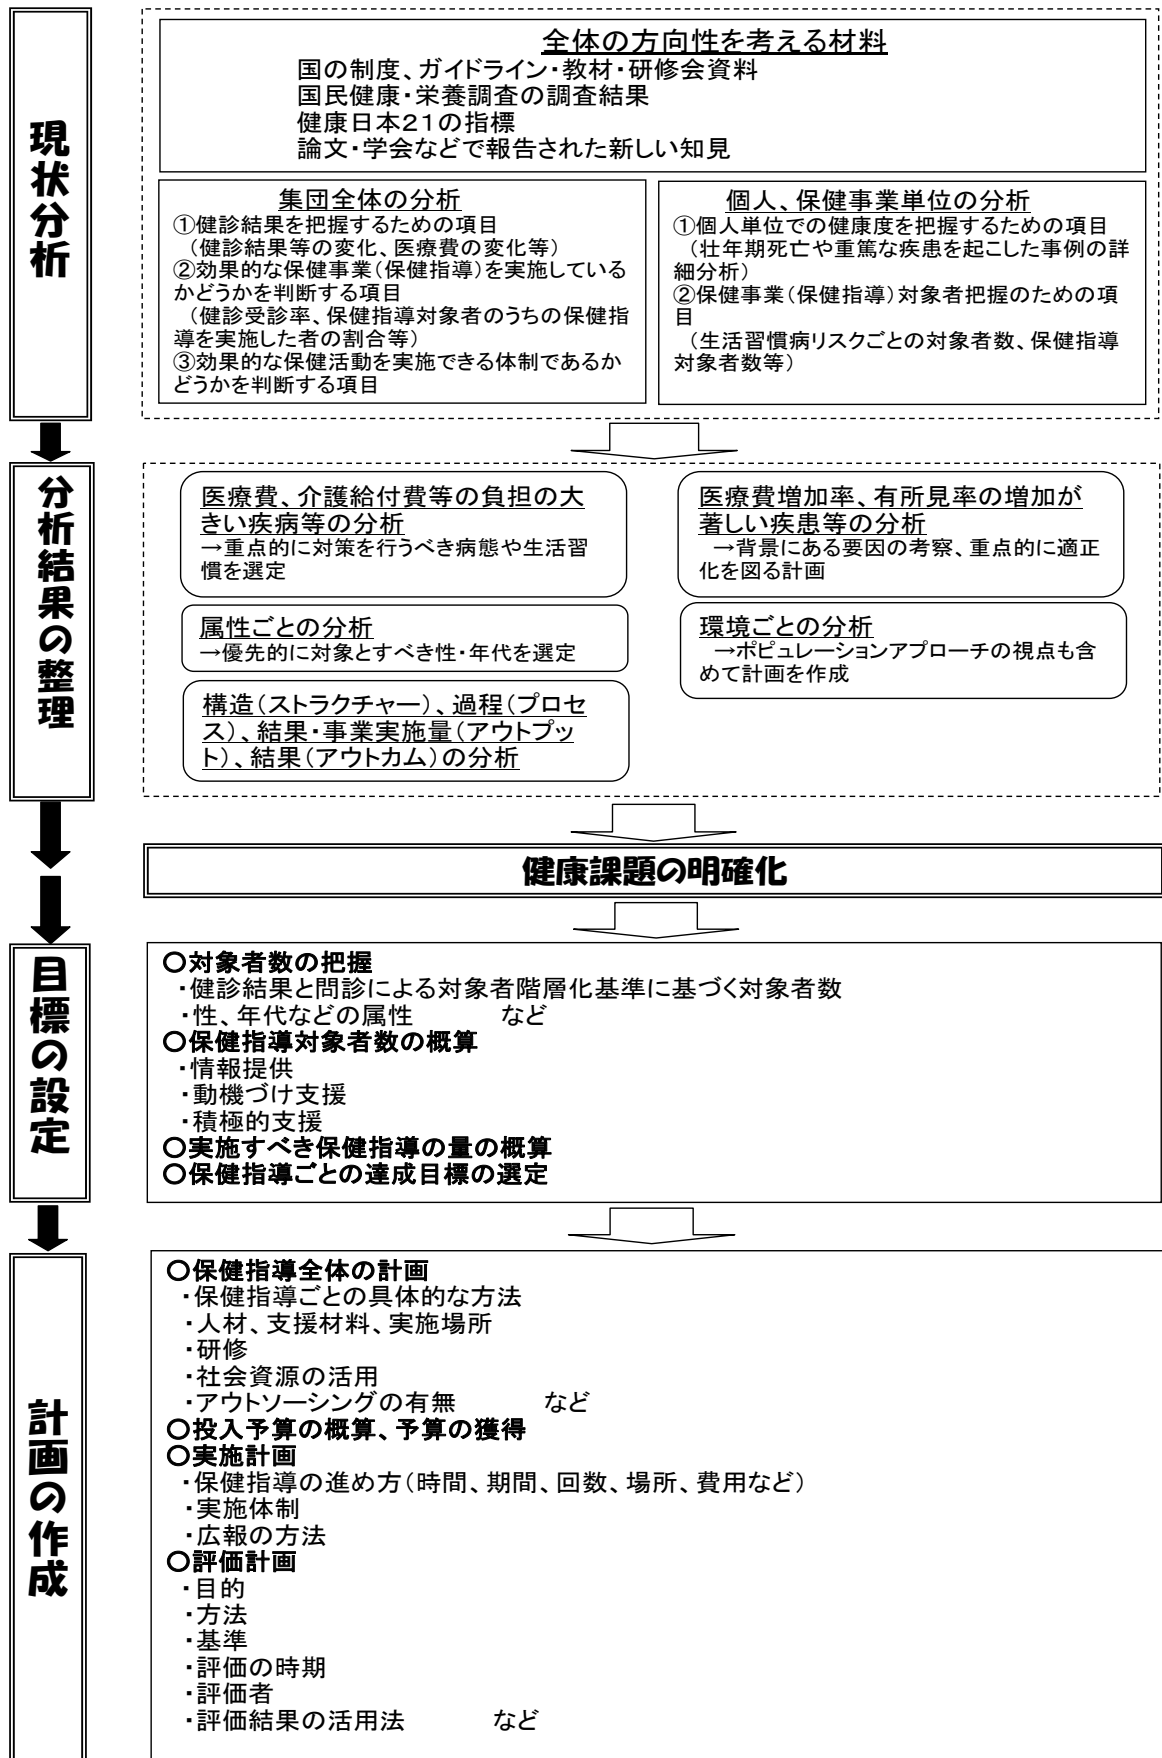 現状分析
全体の方向性を考える材料
国の制度、ガイドライン・教材・研修会資料
国民健康・栄養調査の調査結果
健康日本21の指標
論文・学会などで報告された新しい知見
集団全体の分析
①健診結果を把握するための項目
（健診結果等の変化、医療費の変化等）
②効果的な保健事業（保健指導）を実施している
かどうかを判断する項目
（健診受診率、保健指導対象者のうちの保健指
導を実施した者の割合等）
③効果的な保健活動を実施できる体制であるか
どうかを判断する項目
個人、保健事業単位の分析
①個人単位での健康度を把握するための項目
（壮年期死亡や重篤な疾患を起こした事例の詳
細分析）
②保健事業（保健指導）対象者把握のための項
目
（生活習慣病リスクごとの対象者数、保健指導
対象者数等）
分析結果の整理
医療費、介護給付費等の負担の大
きい疾病等の分析
→重点的に対策を行うべき病態や生活習
慣を選定
医療費増加率、有所見率の増加が
著しい疾患等の分析
→背景にある要因の考察、重点的に適正
化を図る計画
属性ごとの分析
→優先的に対象とすべき性・年代を選定
環境ごとの分析
→ポピュレーションアプローチの視点も含
めて計画を作成
構造（ストラクチャー）、過程（プロセ
ス）、結果・事業実施量（アウトプッ
ト）、結果（アウトカム）の分析
健康課題の明確化
目標の設定
○対象者数の把握
・健診結果と問診による対象者階層化基準に基づく対象者数
・性、年代などの属性　　　など
○保健指導対象者数の概算
・情報提供
・動機づけ支援
・積極的支援
○実施すべき保健指導の量の概算
○保健指導ごとの達成目標の選定
計画の作成
○保健指導全体の計画
・保健指導ごとの具体的な方法
・人材、支援材料、実施場所
・研修
・社会資源の活用
・アウトソーシングの有無　　　など
○投入予算の概算、予算の獲得
○実施計画
・保健指導の進め方（時間、期間、回数、場所、費用など）
・実施体制
・広報の方法
○評価計画
・目的
・方法
・基準
・評価の時期
・評価者
・評価結果の活用法　　　など